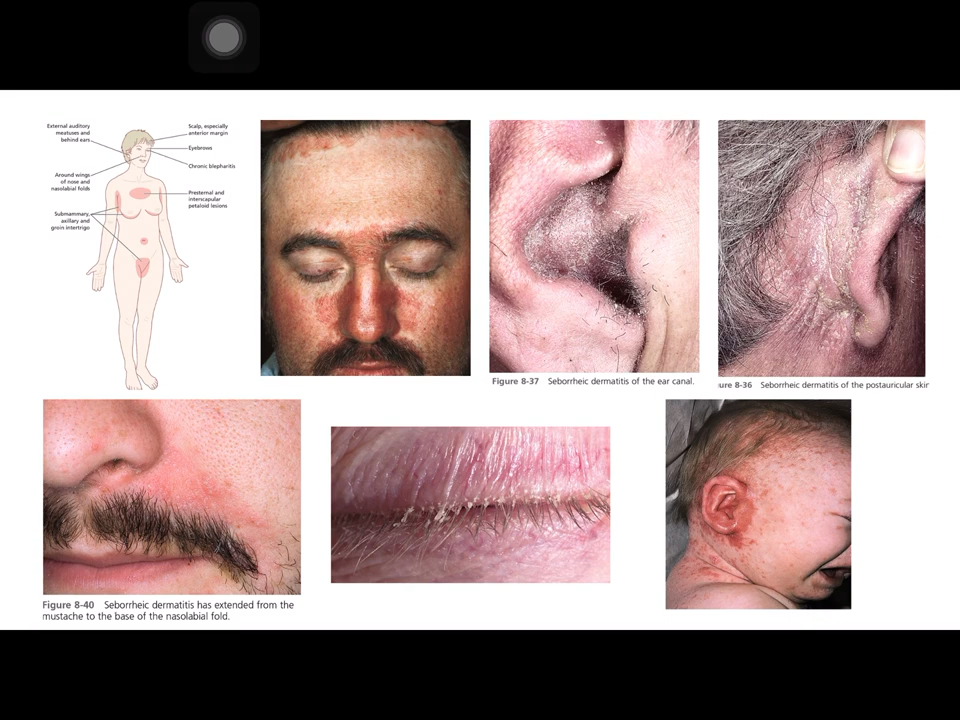 External auditory
meatuses and
behind ears
Scalp, especially
anterior margin
Eyebrows
Chronic blepharitis
Around wings
of nose and
nasolabial folds
Presternal and
interscapular
petaloid lesions
Submammary,
axillary and
groin intertrigo
Figure 8-37 Seborrheic dermatitis of the ear canal.
ure 8-36 Seborrheic dermatitis of the postauricular skin
Figure 8-40 Seborrheic dermatitis has extended from the
mustache to the base of the nasolabial fold.